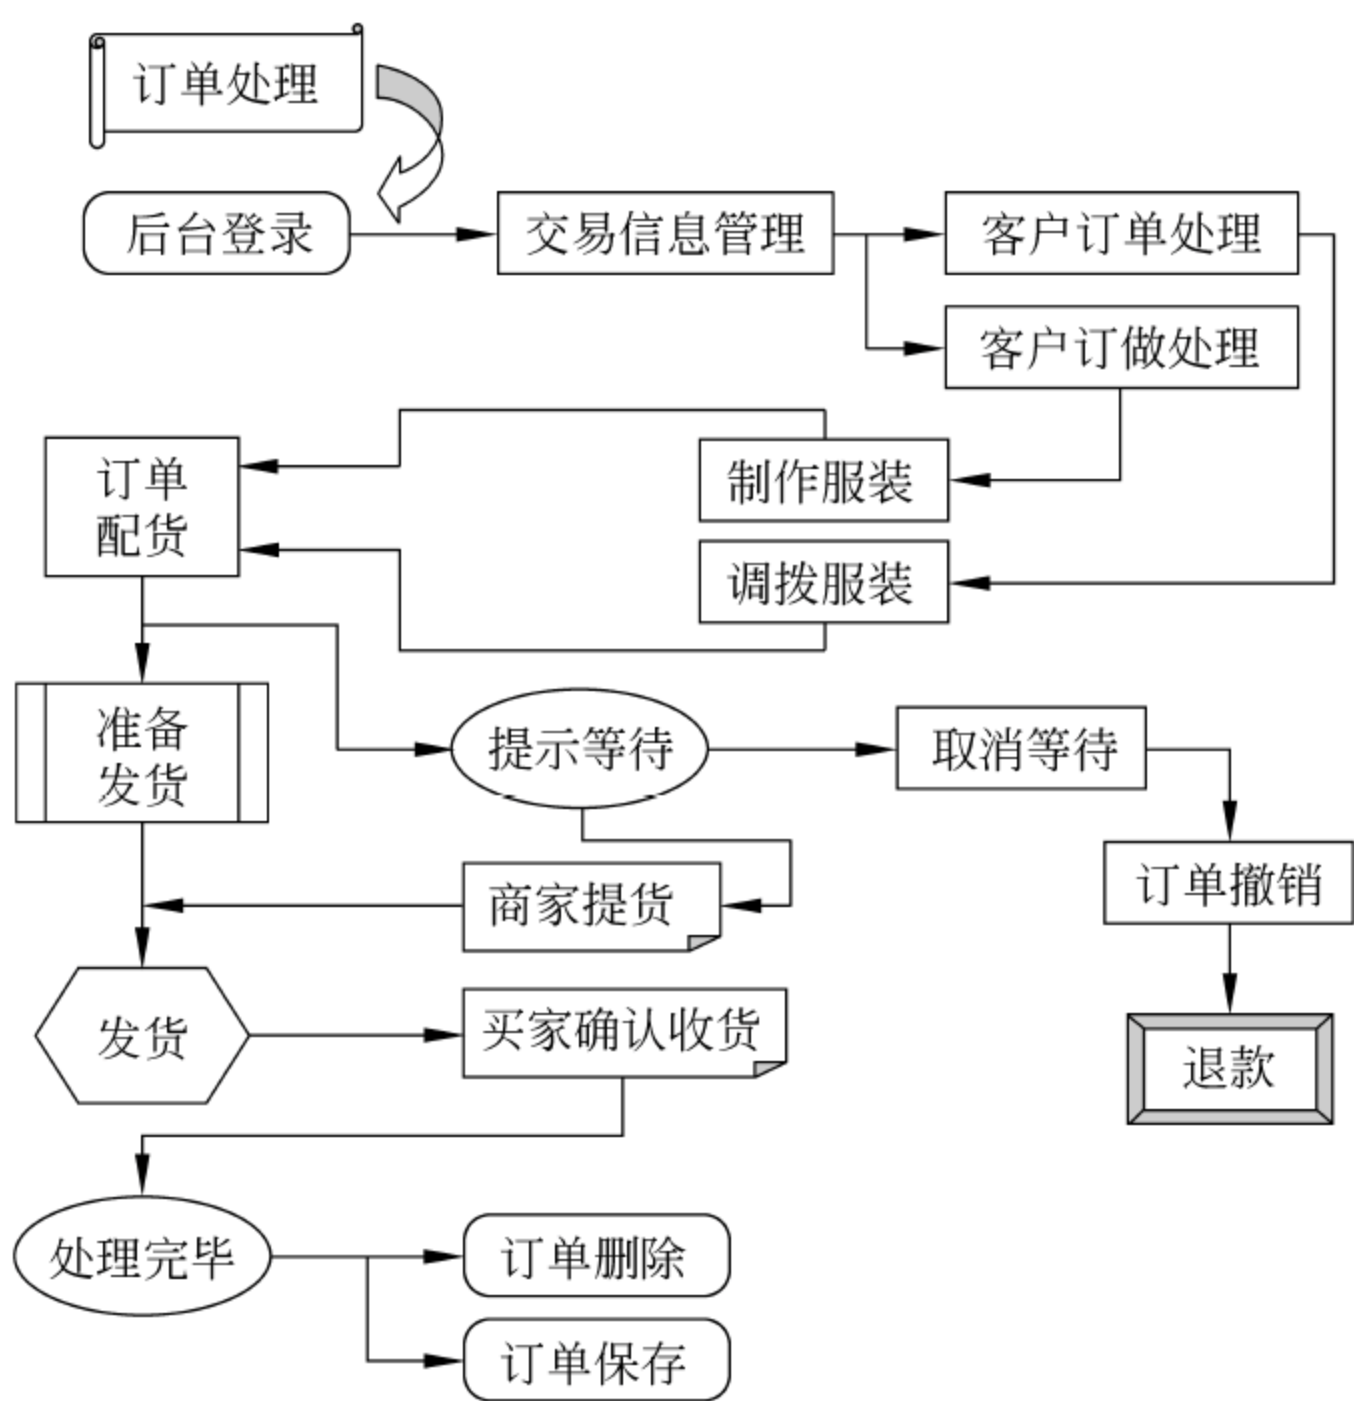 订单处理
后台登录
交易信息管理
客户订单处理
客户订做处理
订单
配货
制作服装
调拨服装
准备
发货
提示等待
取消等待
商家提货
订单撤销
发货
买家确认收货
退款
处理完毕
订单删除
订单保存